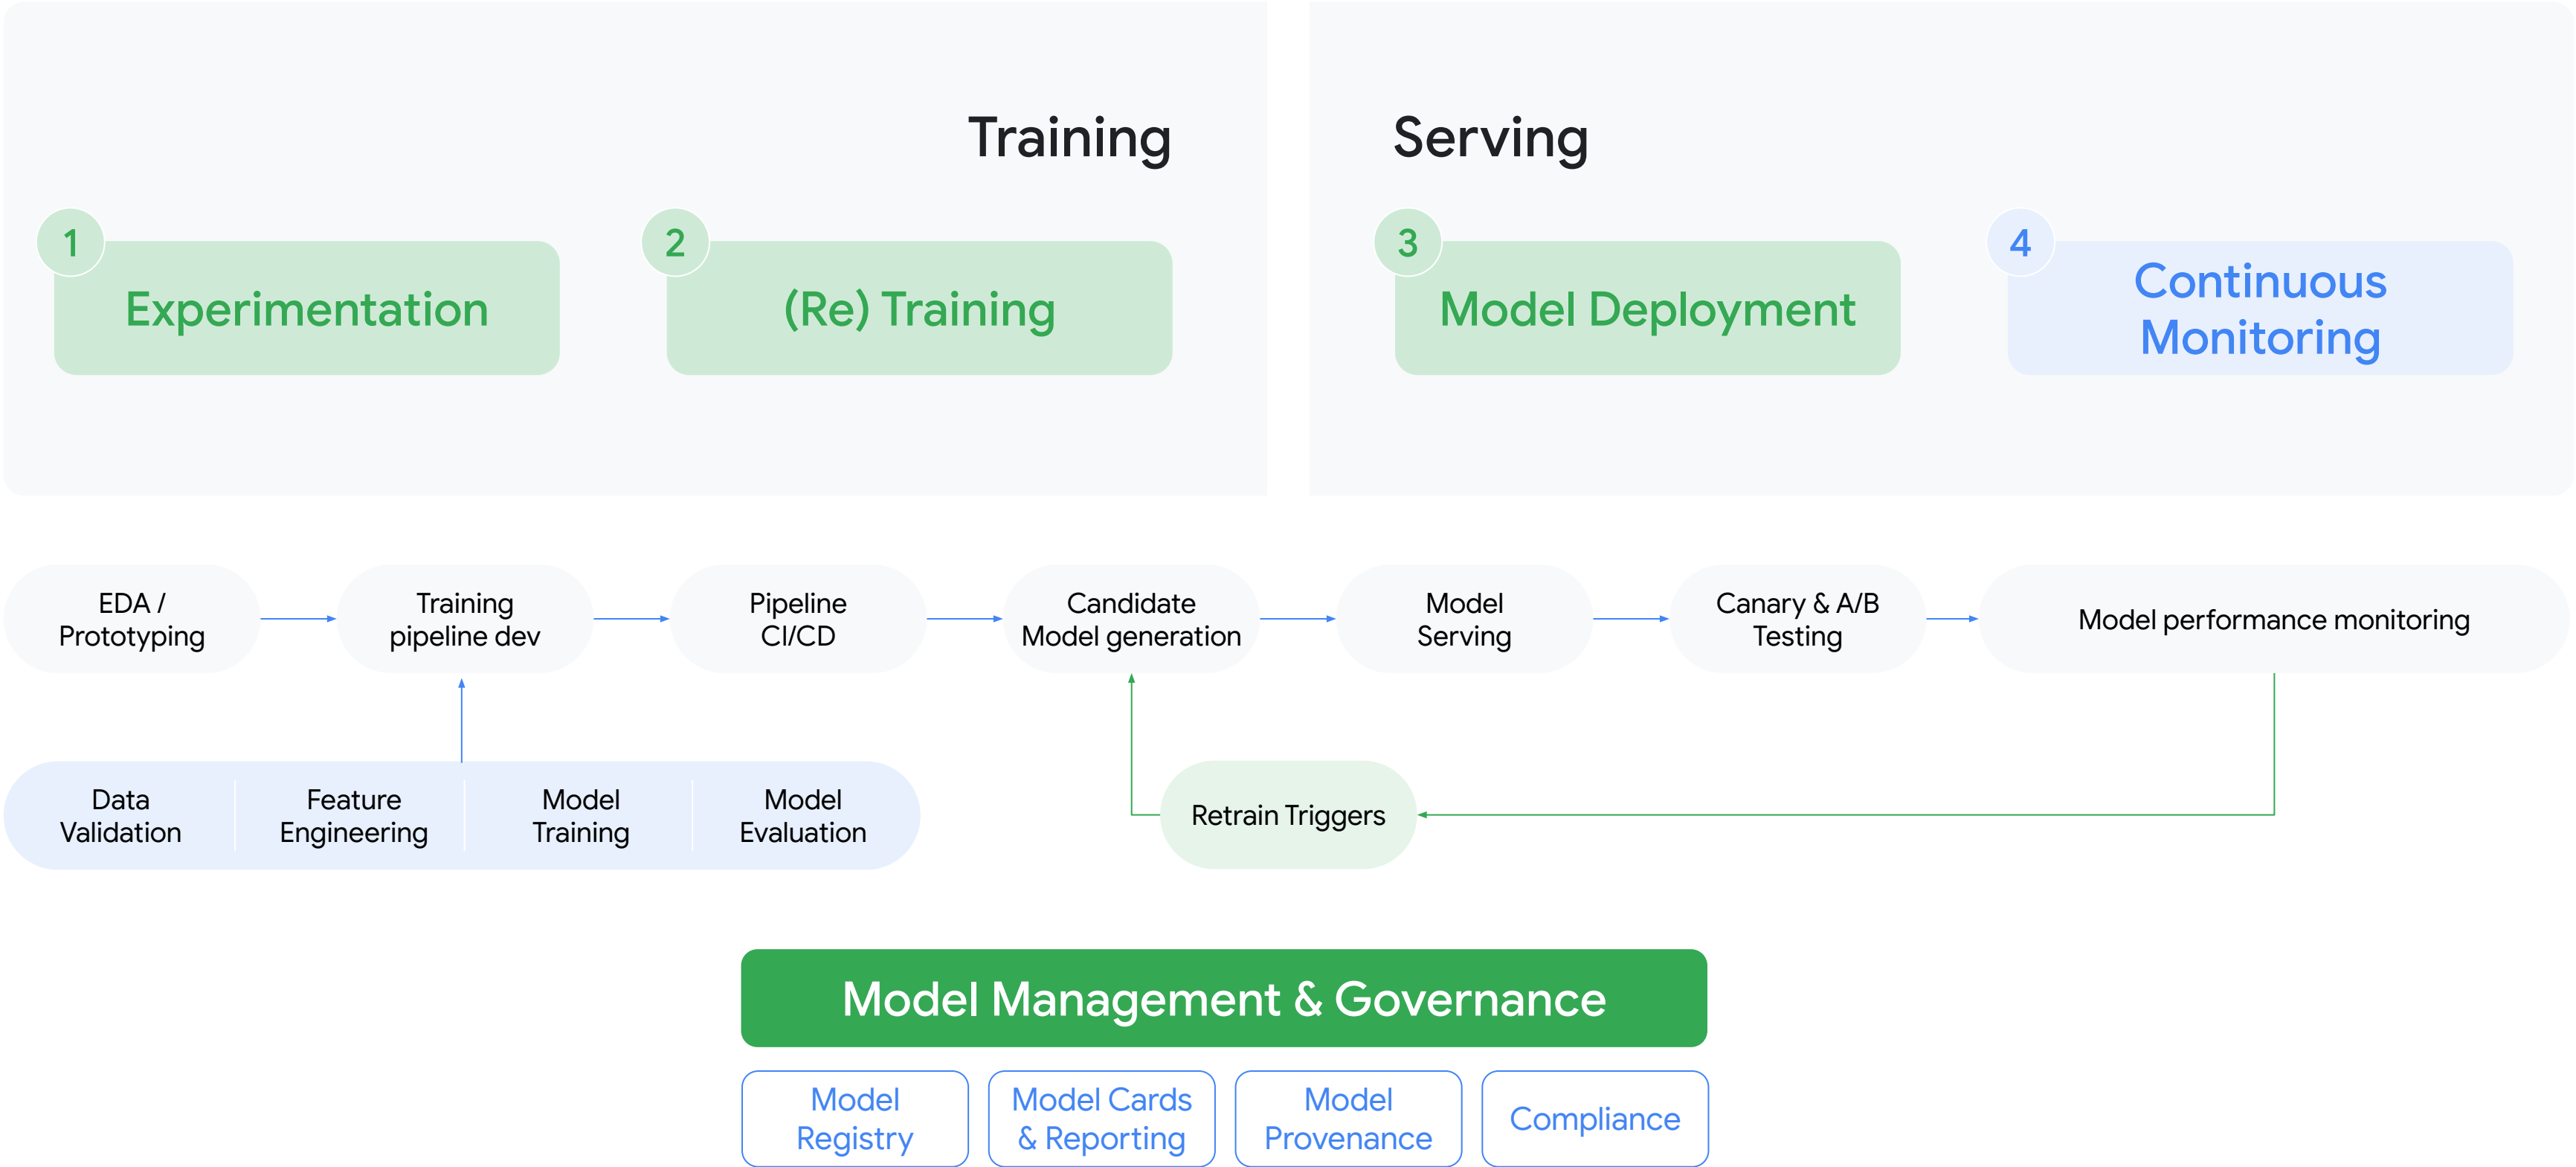 Training
Serving
1
Experimentation
2
(Re) Training
3
Model Deployment
4
Continuous
Monitoring
EDA /
Prototyping
Training
pipeline dev
Pipeline
CI/CD
Candidate
Model generation
Model
Serving
Canary & A/B
Testing
Model performance monitoring
Data
Validation
Feature
Engineering
Model
Training
Model
Evaluation
Retrain Triggers
Model Management & Governance
Model
Registry
Model Cards
& Reporting
Model
Provenance
Compliance